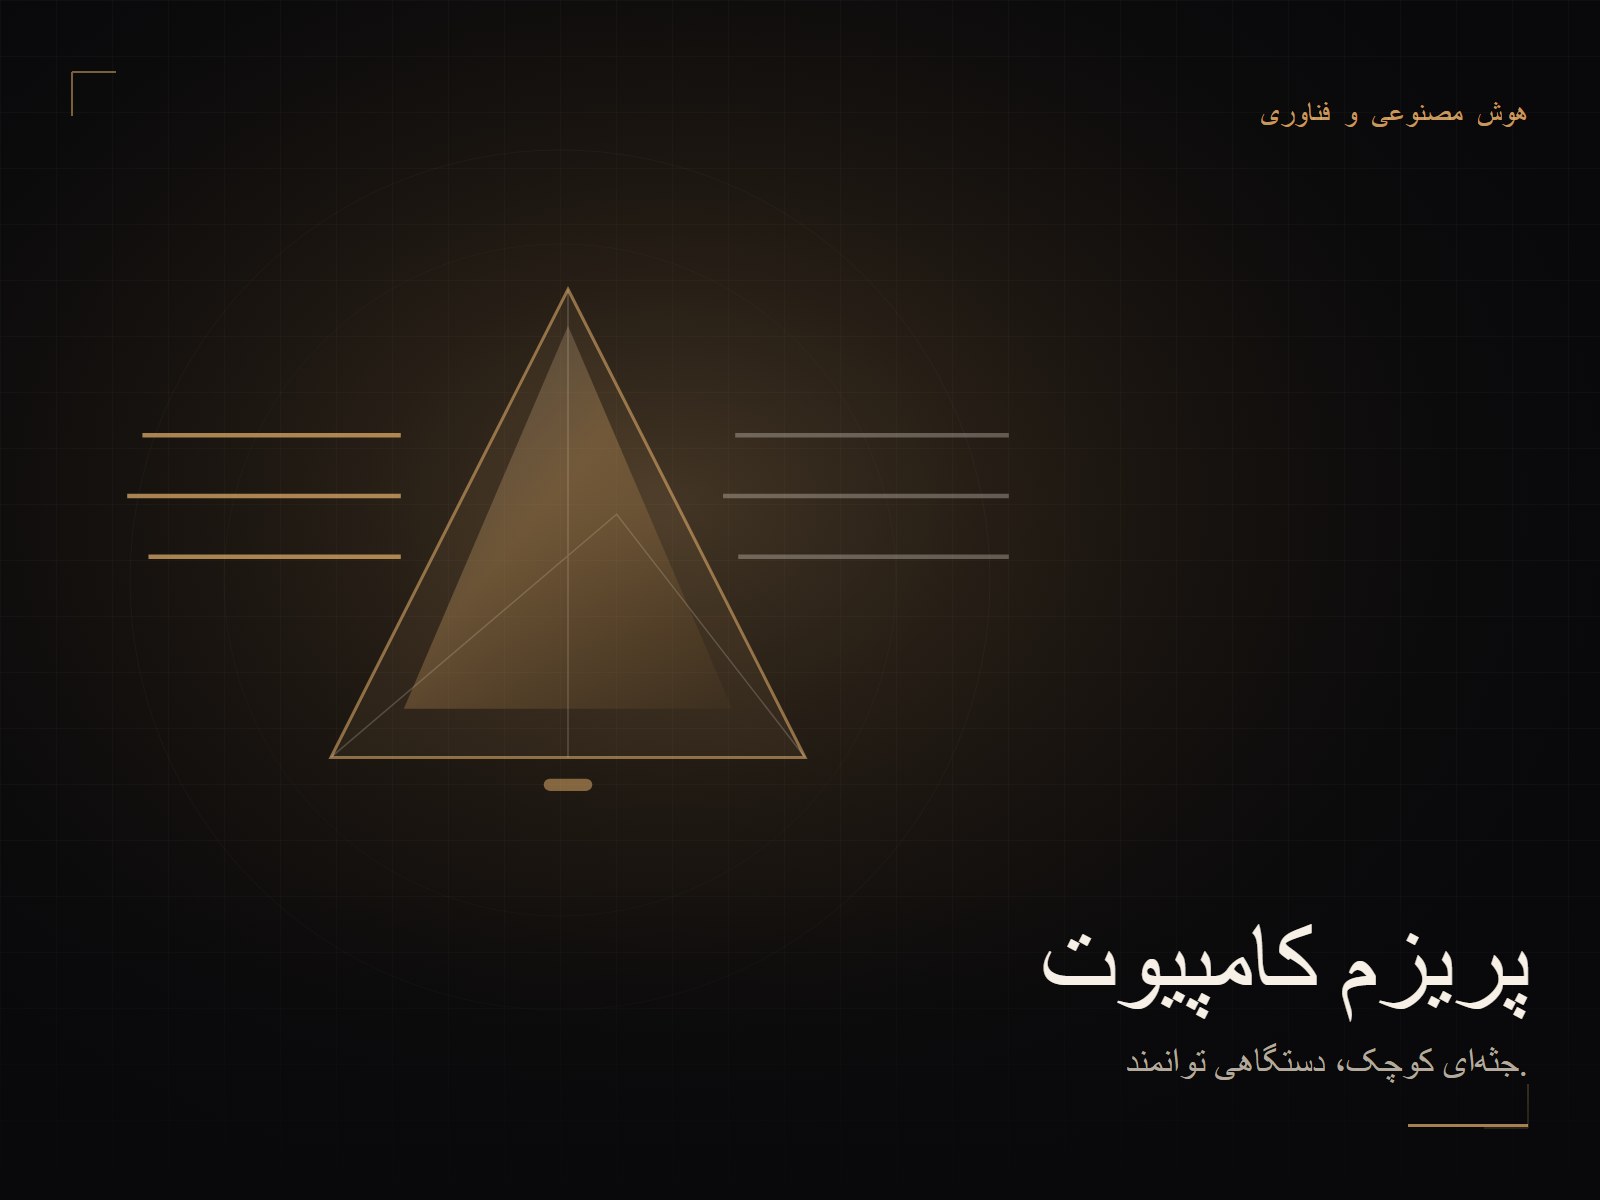 هوش مصنوعی و فناوری
پریزم کامپیوت
جثه‌ای کوچک، دستگاهی توانمند.